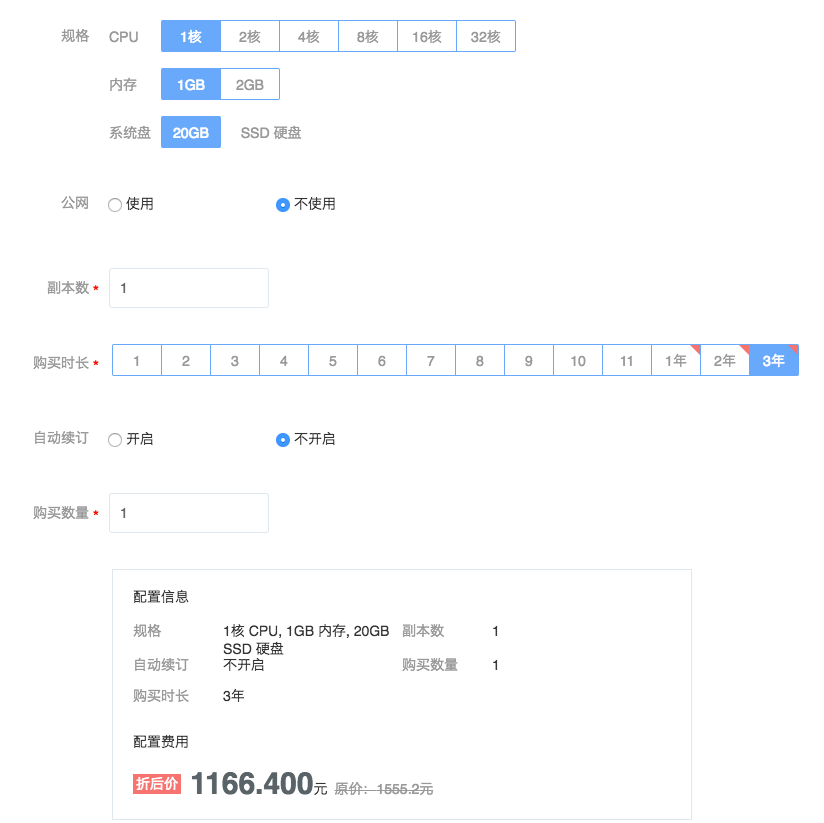 规格 CPU 1核 2核 4核 8核 16核 32核
内存 1GB 2GB
系统盘 20GB SSD 硬盘
公网 使用 不使用
副本数 * 1
购买时长 * 1 2 3 4 5 6 7 8 9 10 11 1年 2年 3年
自动续订 开启 不开启
购买数量 * 1
配置信息
规格 1核 CPU, 1GB 内存, 20GB 副本数 1
SSD 硬盘
自动续订 不开启 购买数量 1
购买时长 3年
配置费用
折后价 1166.400元 原价：1555.2元